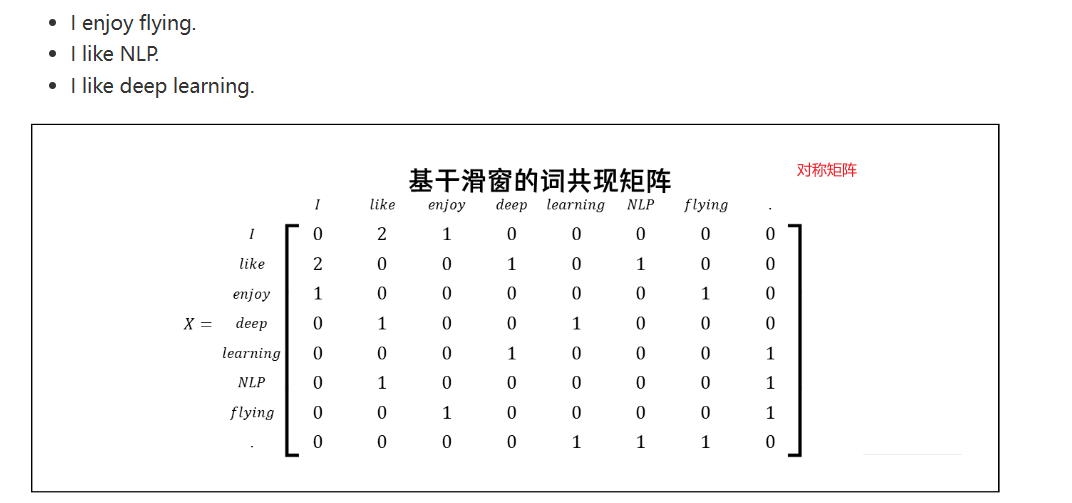 • I enjoy flying.
• I like NLP.
• I like deep learning.
基于滑窗的词共现矩阵
对称矩阵
I like enjoy deep learning NLP flying .
I 0 2 1 0 0 0 0 0
like 2 0 0 1 0 1 0 0
enjoy 1 0 0 0 0 0 1 0
X = deep 0 1 0 0 1 0 0 0
learning 0 0 0 1 0 0 0 1
NLP 0 1 0 0 0 0 0 1
flying 0 0 1 0 0 0 0 1
. 0 0 0 0 1 1 1 0